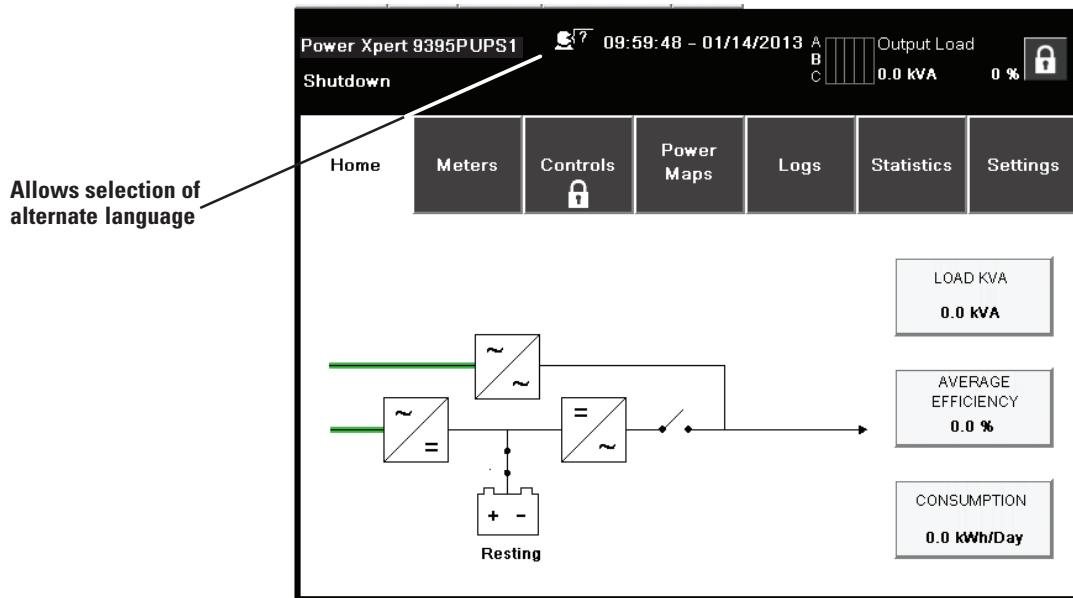 Power Xpert 9395PUPS1
? 09:59:48 - 01/14/2013
A
B
C
Output Load
0.0 kVA 0 %
Shutdown
Home
Meters
Controls
Power
Maps
Logs
Statistics
Settings
Allows selection of
alternate language
LOAD KVA
0.0 kVA
AVERAGE
EFFICIENCY
0.0 %
CONSUMPTION
0.0 kWh/Day
~
~
~
=
=
~
+ -
Resting